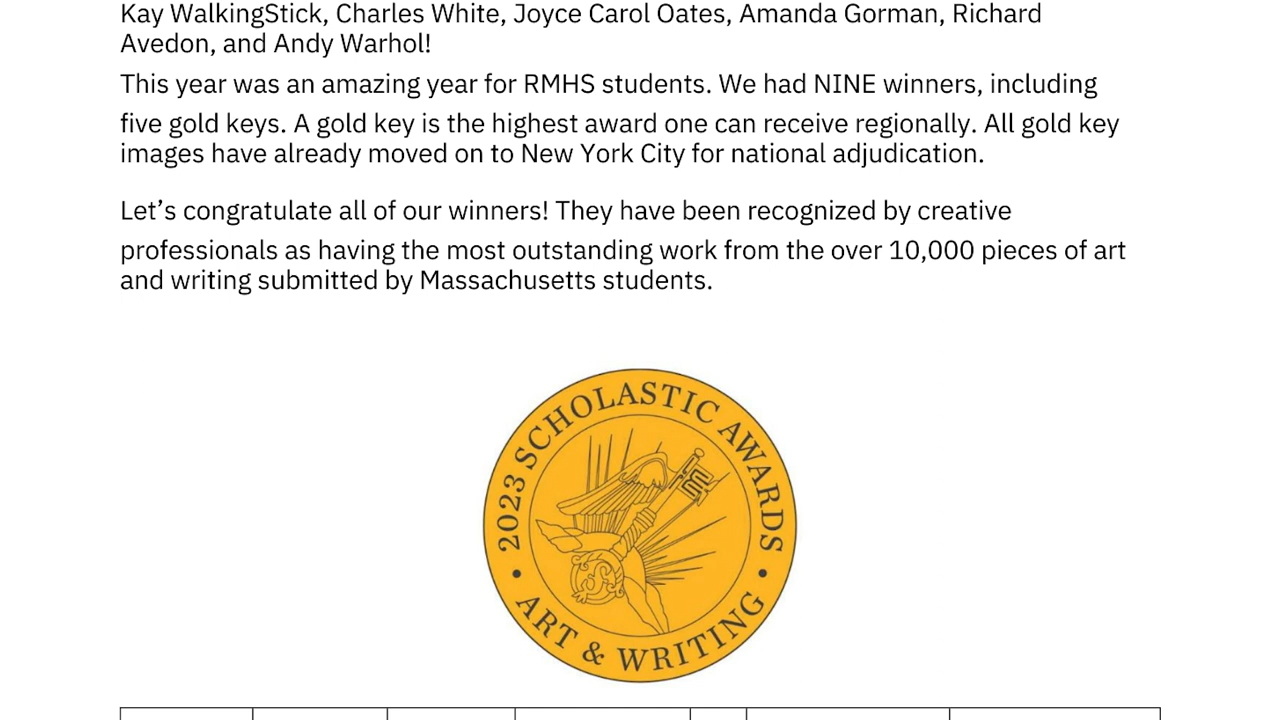 Kay WalkingStick, Charles White, Joyce Carol Oates, Amanda Gorman, Richard
Avedon, and Andy Warhol!
This year was an amazing year for RMHS students. We had NINE winners, including
five gold keys. A gold key is the highest award one can receive regionally. All gold key
images have already moved on to New York City for national adjudication.
Let’s congratulate all of our winners! They have been recognized by creative
professionals as having the most outstanding work from the over 10,000 pieces of art
and writing submitted by Massachusetts students.
2023 SCHOLASTIC AWARDS
• ART & WRITING •